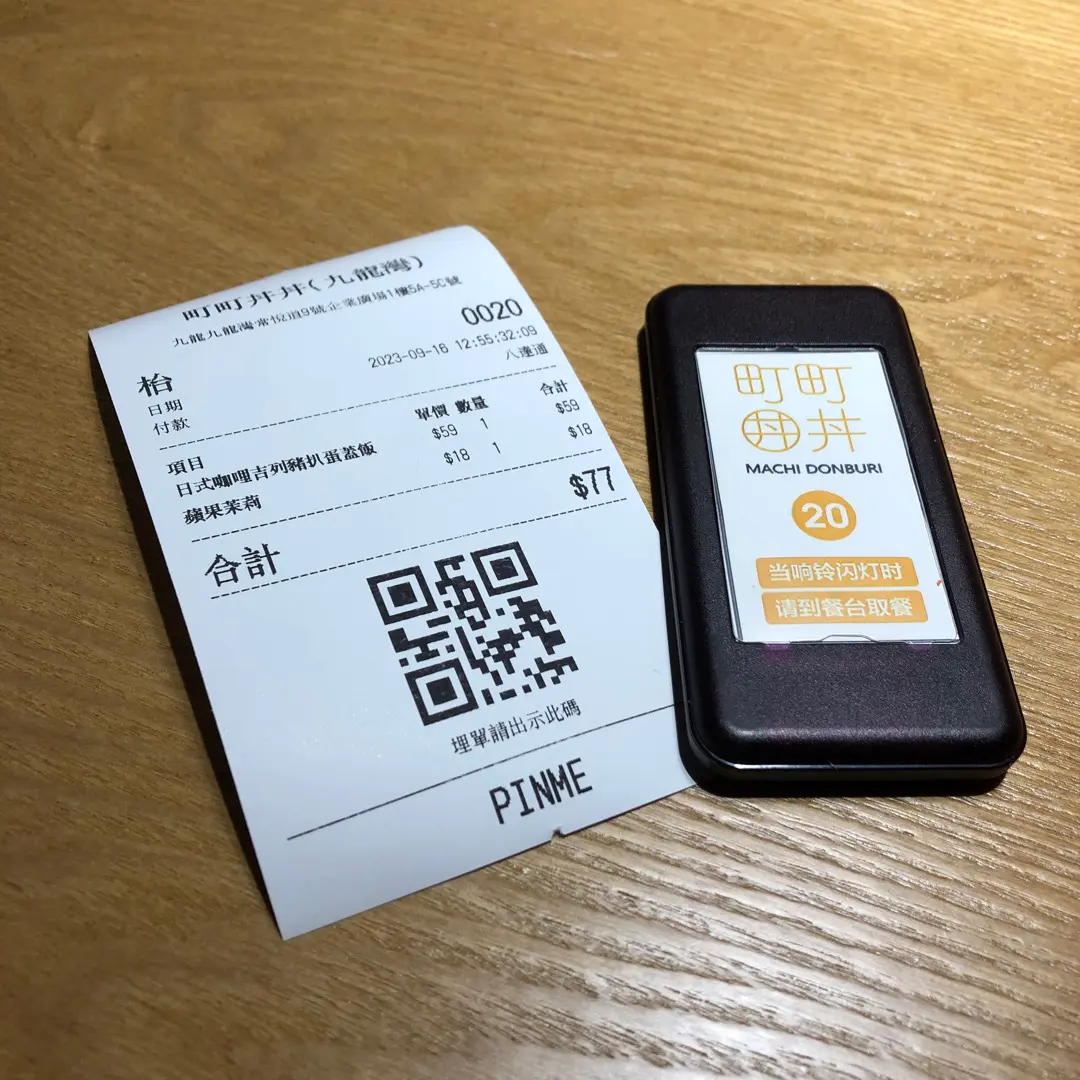 町町丼丼(九龍灣)
九龍九龍灣常悅道9號企業廣場1樓5A-5C號
枱 0020
日期 2023-09-16 12:55:32:09
付款 八達通
項目 單價 數量 合計
日式咖哩吉列豬扒蛋蓋飯 $59 1 $59
蘋果茉莉 $18 1 $18
合計 $77
埋單請出示此碼
PINME
町町
丼丼
MACHI DONBURI
20
当响铃闪灯时
请到餐台取餐